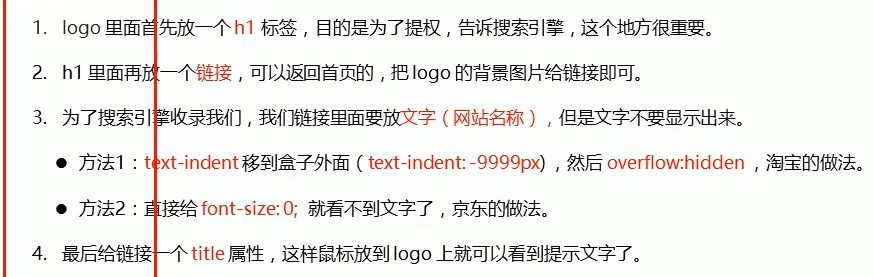 1. logo 里面首先放一个 h1 标签，目的是为了提权，告诉搜索引擎，这个地方很重要。
2. h1 里面再放一个链接，可以返回首页的，把 logo 的背景图片给链接即可。
3. 为了搜索引擎收录我们，我们链接里面要放文字（网站名称），但是文字不要显示出来。
● 方法1：text-indent 移到盒子外面（text-indent: -9999px)，然后 overflow:hidden ，淘宝的做法。
● 方法2：直接给 font-size: 0; 就看不到文字了，京东的做法。
4. 最后给链接一个 title 属性，这样鼠标放到 logo 上就可以看到提示文字了。